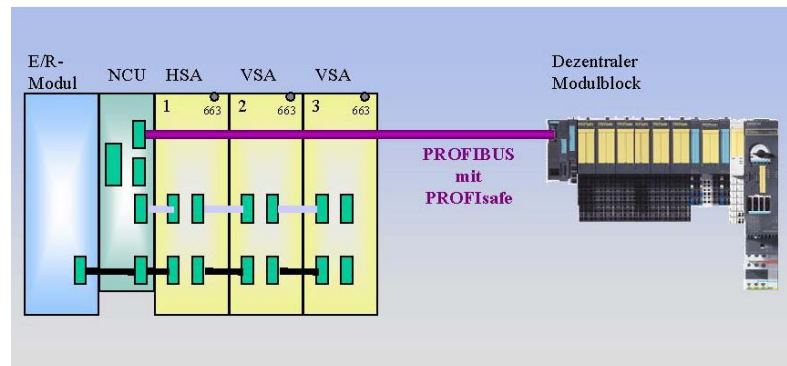 E/R-
Modul
NCU
HSA
VSA
VSA
Dezentraler
Modulblock
1
663
2
663
3
663
PROFIBUS
mit
PROFIsafe